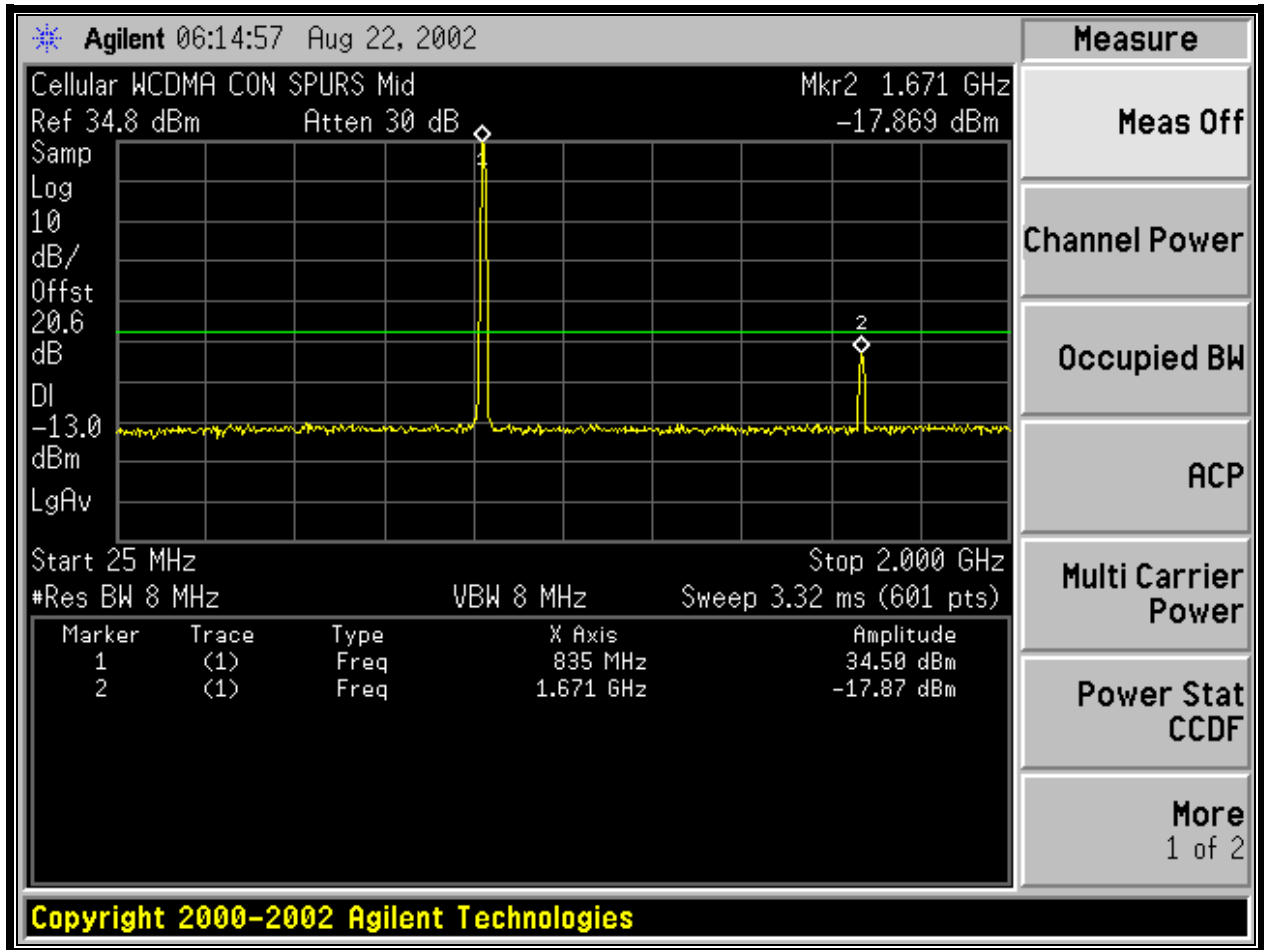 Agilent 06:14:57 Aug 22, 2002
Measure
Cellular WCDMA CON SPURS Mid
Mkr2 1.671 GHz
Ref 34.8 dBm
Atten 30 dB
-17.869 dBm
Samp
Log
10
dB/
Offst
20.6
dB
DI
-13.0
dBm
LgAv
1
2
Start 25 MHz
Stop 2.000 GHz
#Res BW 8 MHz
VBW 8 MHz
Sweep 3.32 ms (601 pts)
Marker Trace Type X Axis Amplitude
1 (1) Freq 835 MHz 34.50 dBm
2 (1) Freq 1.671 GHz -17.87 dBm
Meas Off
Channel Power
Occupied BW
ACP
Multi Carrier
Power
Power Stat
CCDF
More
1 of 2
Copyright 2000-2002 Agilent Technologies